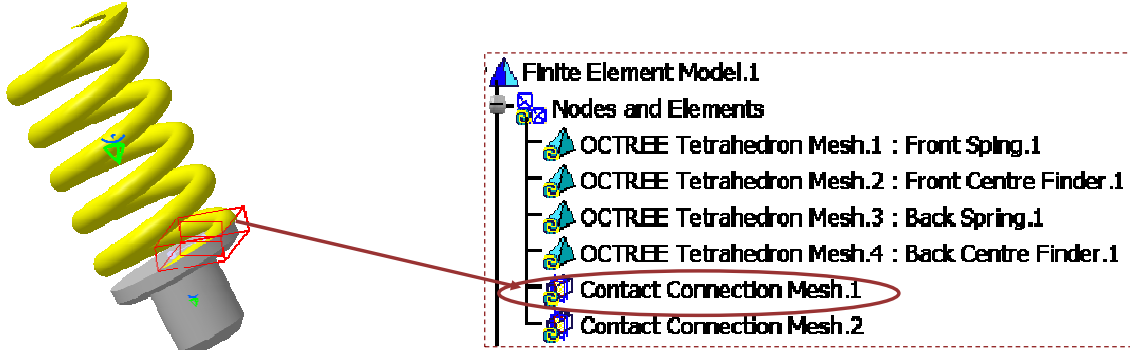 Finite Element Model.1
Nodes and Elements
OCTREE Tetrahedron Mesh.1 : Front Sping.1
OCTREE Tetrahedron Mesh.2 : Front Centre Finder.1
OCTREE Tetrahedron Mesh.3 : Back Spring.1
OCTREE Tetrahedron Mesh.4 : Back Centre Finder.1
Contact Connection Mesh.1
Contact Connection Mesh.2